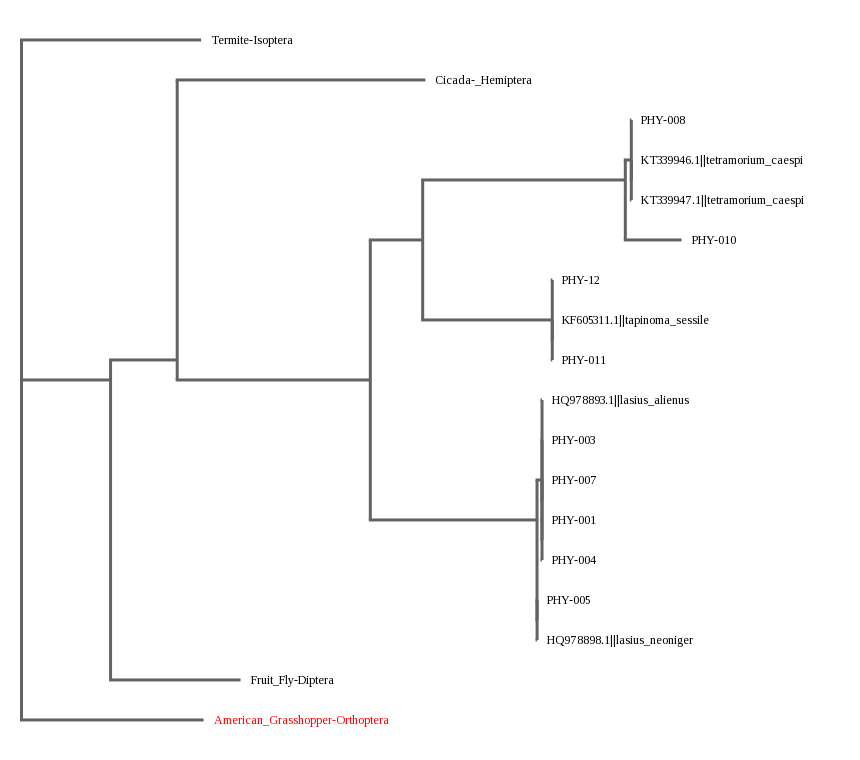 Termite-Isoptera
Cicada-_Hemiptera
PHY-008
KT339946.1||tetramorium_caespi
KT339947.1||tetramorium_caespi
PHY-010
PHY-12
KF605311.1||tapinoma_sessile
PHY-011
HQ978893.1||lasius_alienus
PHY-003
PHY-007
PHY-001
PHY-004
PHY-005
HQ978898.1||lasius_neoniger
Fruit_Fly-Diptera
American_Grasshopper-Orthoptera